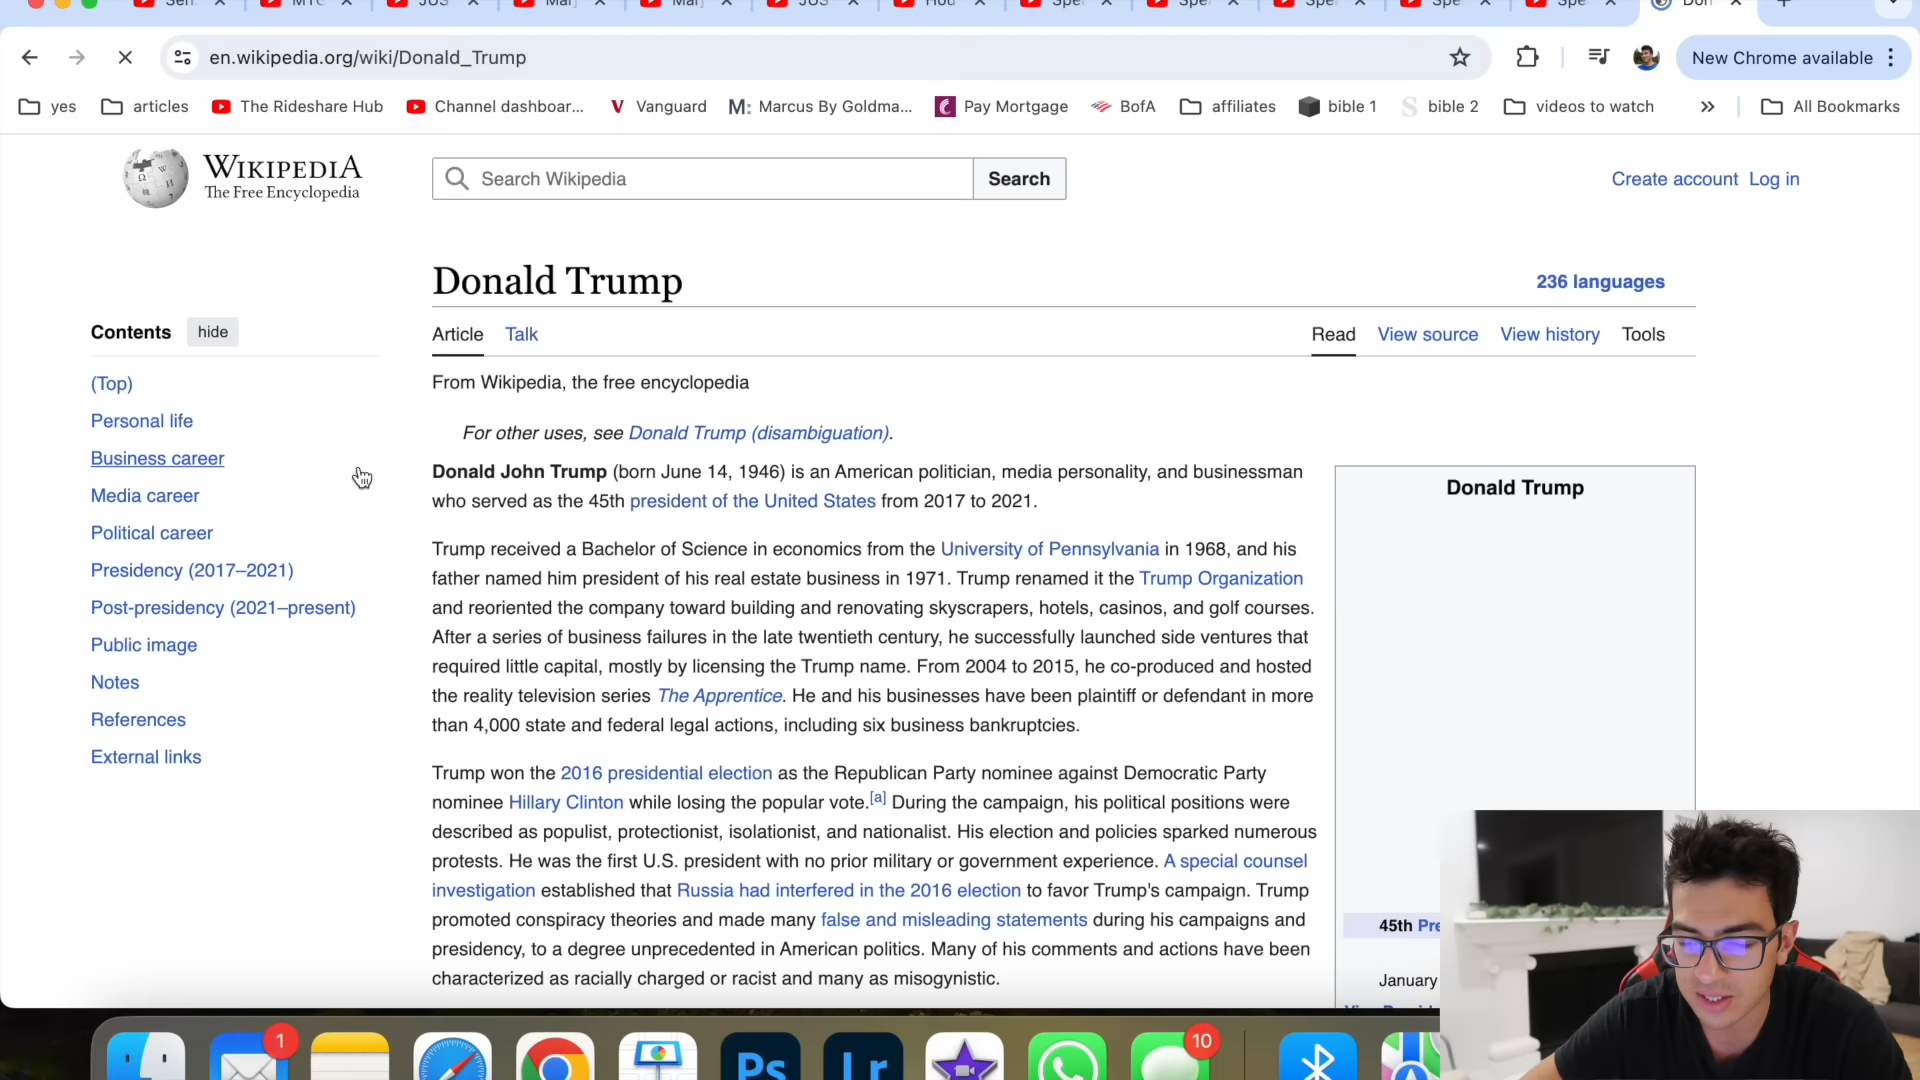 Sen.
MTG
JUS
Marj
Marj
JUS
Hou
Spe
Spe
Spe
Spe
Spe
Don
en.wikipedia.org/wiki/Donald_Trump
New Chrome available
yes
articles
The Rideshare Hub
Channel dashboar...
Vanguard
M: Marcus By Goldma...
Pay Mortgage
BofA
affiliates
bible 1
bible 2
videos to watch
All Bookmarks
WIKIPEDIA
The Free Encyclopedia
Search Wikipedia
Search
Create account Log in
Donald Trump
236 languages
Contents hide
Article Talk
Read View source View history Tools
(Top)
Personal life
Business career
Media career
Political career
Presidency (2017–2021)
Post-presidency (2021–present)
Public image
Notes
References
External links
From Wikipedia, the free encyclopedia
For other uses, see Donald Trump (disambiguation).
Donald John Trump (born June 14, 1946) is an American politician, media personality, and businessman
who served as the 45th president of the United States from 2017 to 2021.
Trump received a Bachelor of Science in economics from the University of Pennsylvania in 1968, and his
father named him president of his real estate business in 1971. Trump renamed it the Trump Organization
and reoriented the company toward building and renovating skyscrapers, hotels, casinos, and golf courses.
After a series of business failures in the late twentieth century, he successfully launched side ventures that
required little capital, mostly by licensing the Trump name. From 2004 to 2015, he co-produced and hosted
the reality television series The Apprentice. He and his businesses have been plaintiff or defendant in more
than 4,000 state and federal legal actions, including six business bankruptcies.
Trump won the 2016 presidential election as the Republican Party nominee against Democratic Party
nominee Hillary Clinton while losing the popular vote.[a] During the campaign, his political positions were
described as populist, protectionist, isolationist, and nationalist. His election and policies sparked numerous
protests. He was the first U.S. president with no prior military or government experience. A special counsel
investigation established that Russia had interfered in the 2016 election to favor Trump's campaign. Trump
promoted conspiracy theories and made many false and misleading statements during his campaigns and
presidency, to a degree unprecedented in American politics. Many of his comments and actions have been
characterized as racially charged or racist and many as misogynistic.
Donald Trump
45th Pre
January
1
Ps
Lr
10